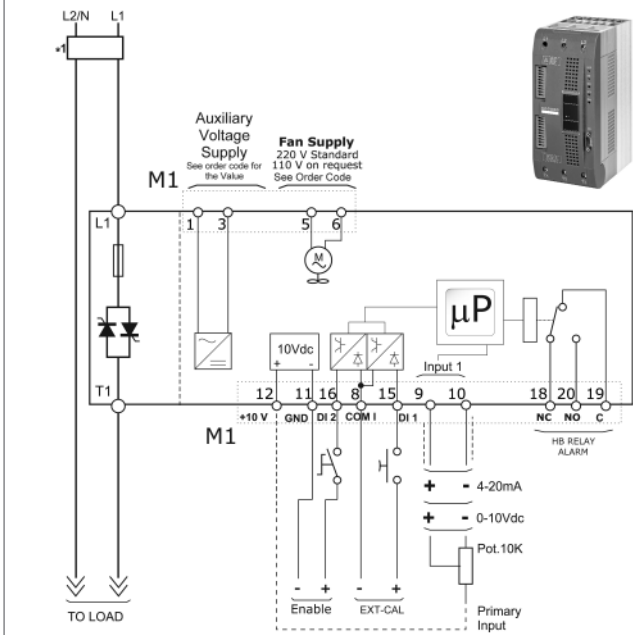 L2/N L1
*1
Auxiliary
Voltage
Supply
See order code for
the Value
Fan Supply
220 V Standard
110 V on request
See Order Code
M1
L1 1 3 5 6
M
μP
10Vdc
+ -
Input 1
T1
12 11 16 8 15 9 10 18 20 19
+10 V GND DI 2 COM I DI 1 NC NO C
M1
HB RELAY
ALARM
+ - 4-20mA
+ - 0-10Vdc
Pot.10K
- + - +
Enable EXT-CAL
Primary
Input
TO LOAD